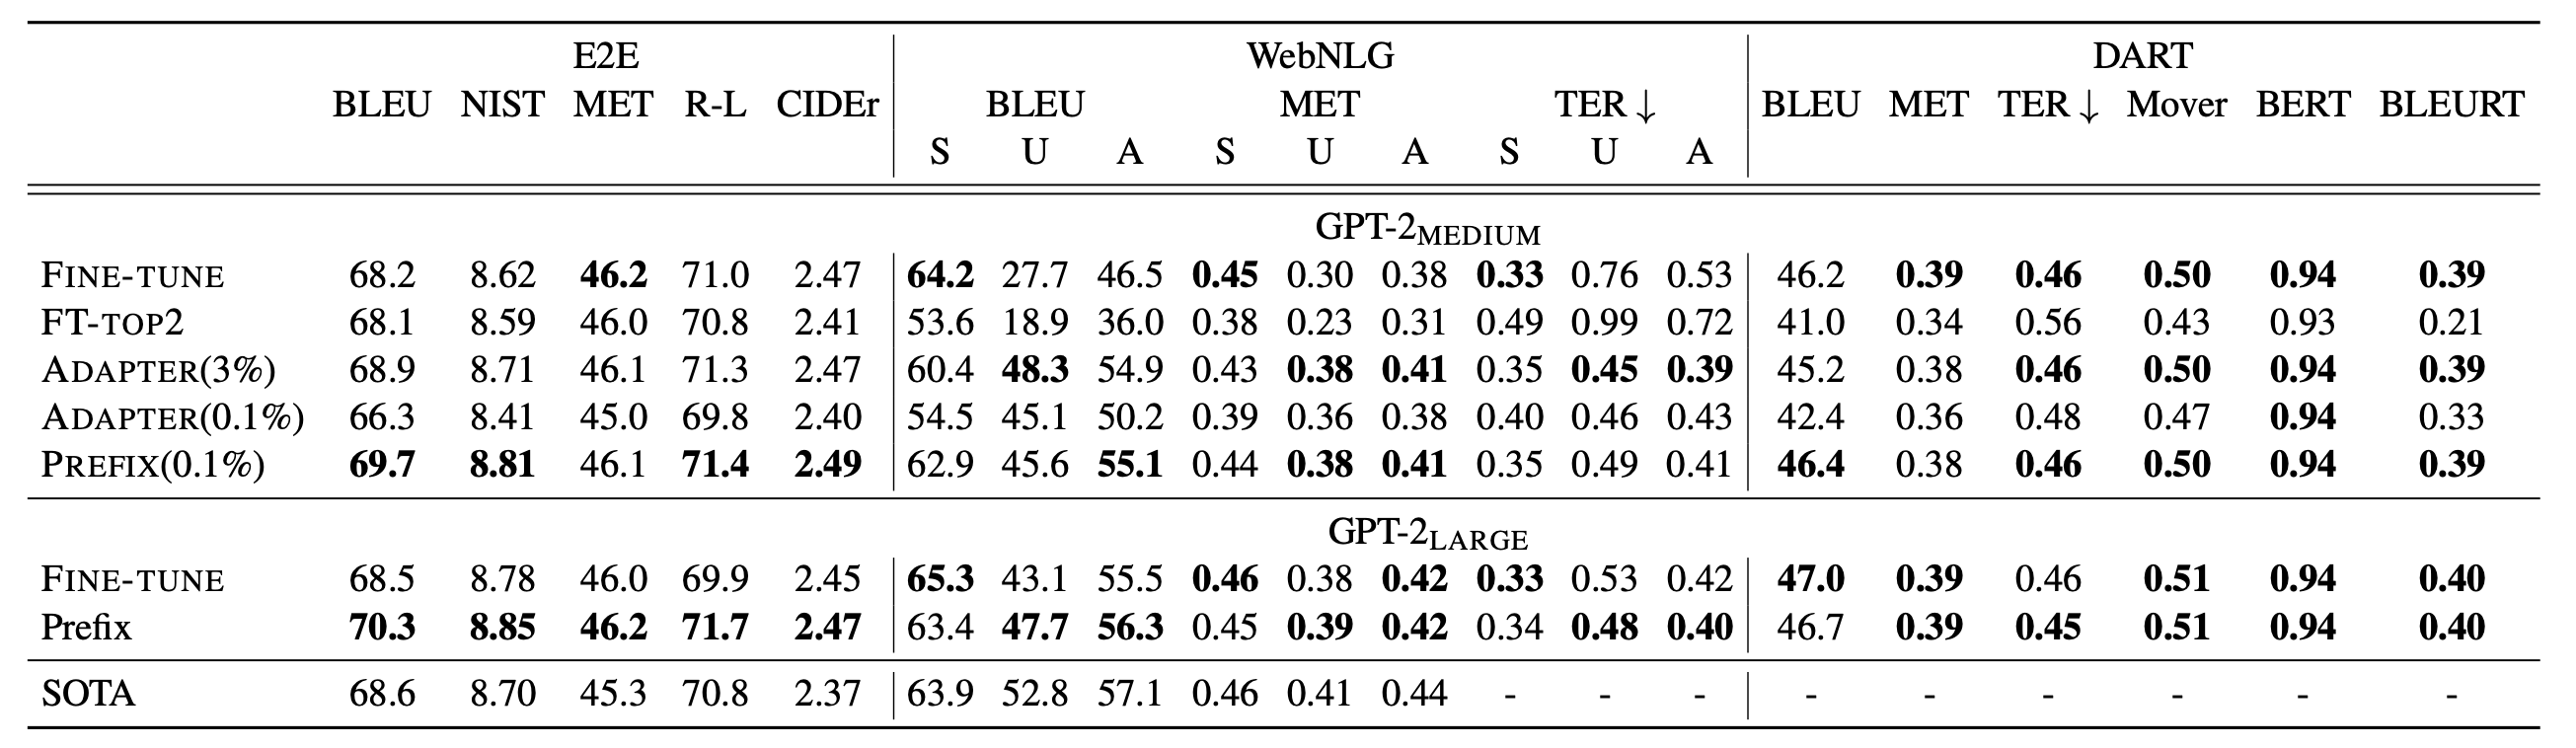 E2E WebNLG DART
BLEU NIST MET R-L CIDEr BLEU MET TER ↓ BLEU MET TER ↓ Mover BERT BLEURT
S U A S U A S U A
GPT-2MEDIUM
FINE-TUNE 68.2 8.62 46.2 71.0 2.47 64.2 27.7 46.5 0.45 0.30 0.38 0.33 0.76 0.53 46.2 0.39 0.46 0.50 0.94 0.39
FT-TOP2 68.1 8.59 46.0 70.8 2.41 53.6 18.9 36.0 0.38 0.23 0.31 0.49 0.99 0.72 41.0 0.34 0.56 0.43 0.93 0.21
ADAPTER(3%) 68.9 8.71 46.1 71.3 2.47 60.4 48.3 54.9 0.43 0.38 0.41 0.35 0.45 0.39 45.2 0.38 0.46 0.50 0.94 0.39
ADAPTER(0.1%) 66.3 8.41 45.0 69.8 2.40 54.5 45.1 50.2 0.39 0.36 0.38 0.40 0.46 0.43 42.4 0.36 0.48 0.47 0.94 0.33
PREFIX(0.1%) 69.7 8.81 46.1 71.4 2.49 62.9 45.6 55.1 0.44 0.38 0.41 0.35 0.49 0.41 46.4 0.38 0.46 0.50 0.94 0.39
GPT-2LARGE
FINE-TUNE 68.5 8.78 46.0 69.9 2.45 65.3 43.1 55.5 0.46 0.38 0.42 0.33 0.53 0.42 47.0 0.39 0.46 0.51 0.94 0.40
Prefix 70.3 8.85 46.2 71.7 2.47 63.4 47.7 56.3 0.45 0.39 0.42 0.34 0.48 0.40 46.7 0.39 0.45 0.51 0.94 0.40
SOTA 68.6 8.70 45.3 70.8 2.37 63.9 52.8 57.1 0.46 0.41 0.44 - - - - - - - - -